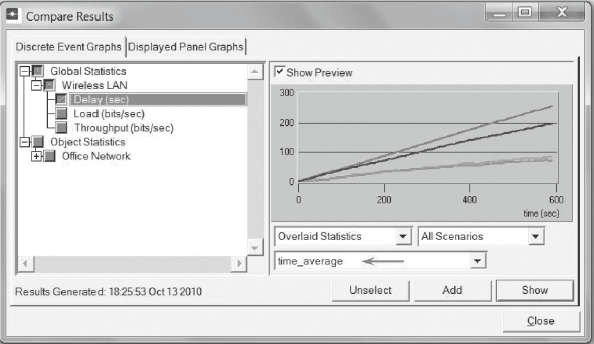 Compare Results
Discrete Event Graphs
Displayed Panel Graphs
Global Statistics
Wireless LAN
Delay (sec)
Load (bits/sec)
Throughput (bits/sec)
Object Statistics
Office Network
Show Preview
300
200
100
0
0 200 400 600
time (sec)
Overlaid Statistics
All Scenarios
time_average
Results Generated: 18:25:53 Oct 13 2010
Unselect
Add
Show
Close